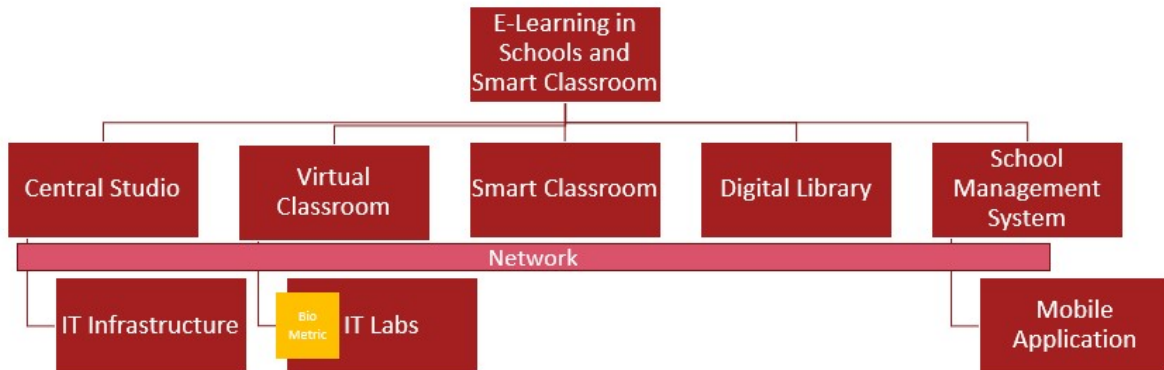 E-Learning in
Schools and
Smart Classroom
Central Studio
Virtual
Classroom
Smart Classroom
Digital Library
School
Management
System
Network
IT Infrastructure
Bio
Metric
IT Labs
Mobile
Application